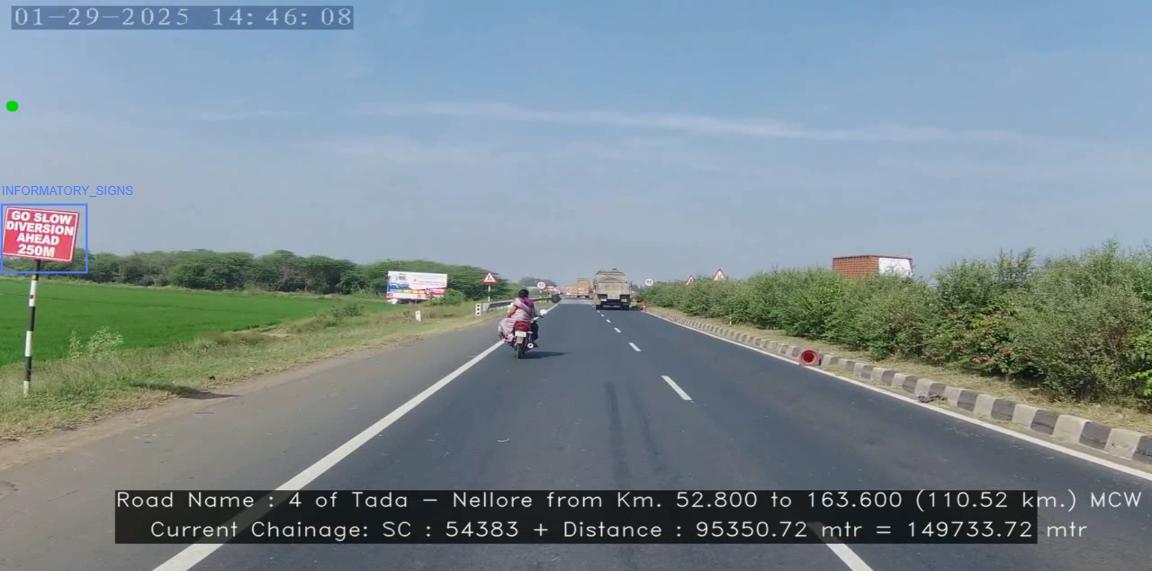 01-29-2025 14:46:08
INFORMATORY_SIGNS
GO SLOW
DIVERSION
AHEAD
250M
Road Name : 4 of Tada - Nellore from Km. 52.800 to 163.600 (110.52 km.) MCW
Current Chainage: SC : 54383 + Distance : 95350.72 mtr = 149733.72 mtr